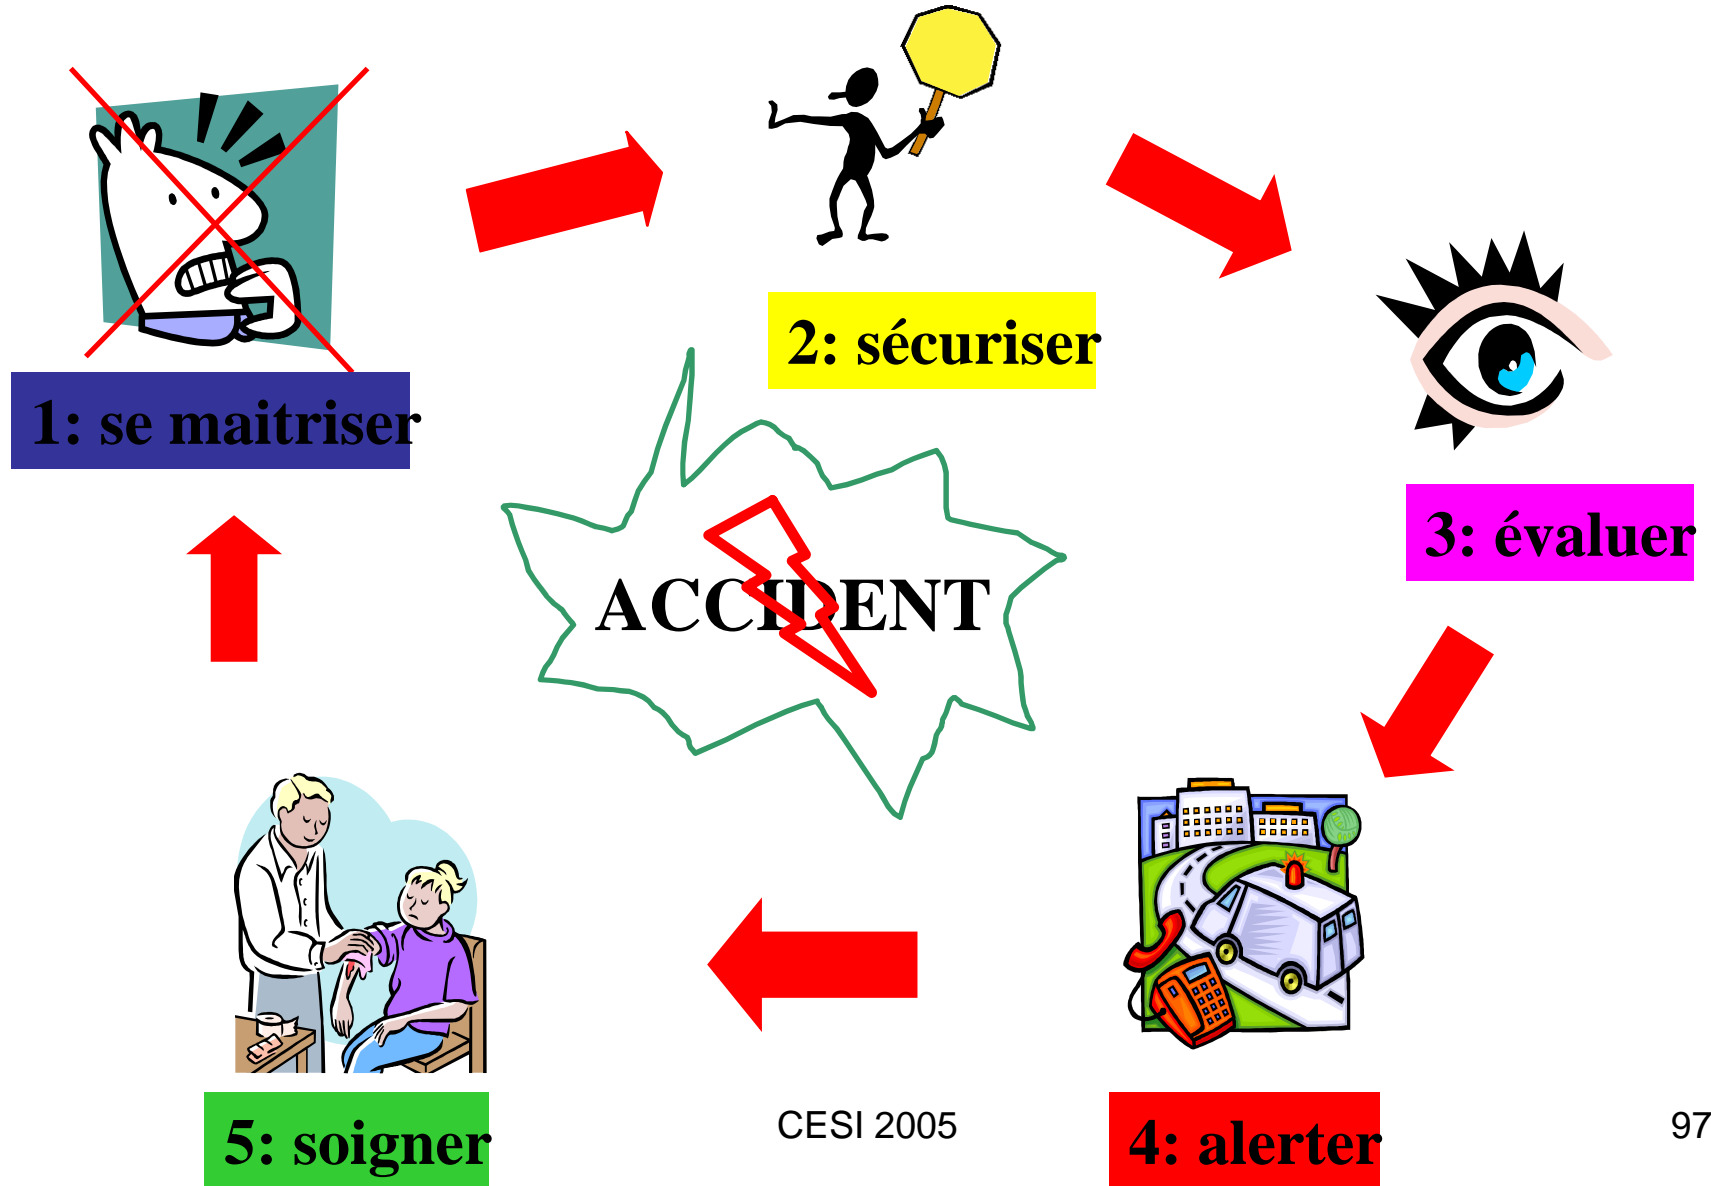 1: se maitriser
2: sécuriser
3: évaluer
ACCIDENT
4: alerter
5: soigner
CESI 2005
97